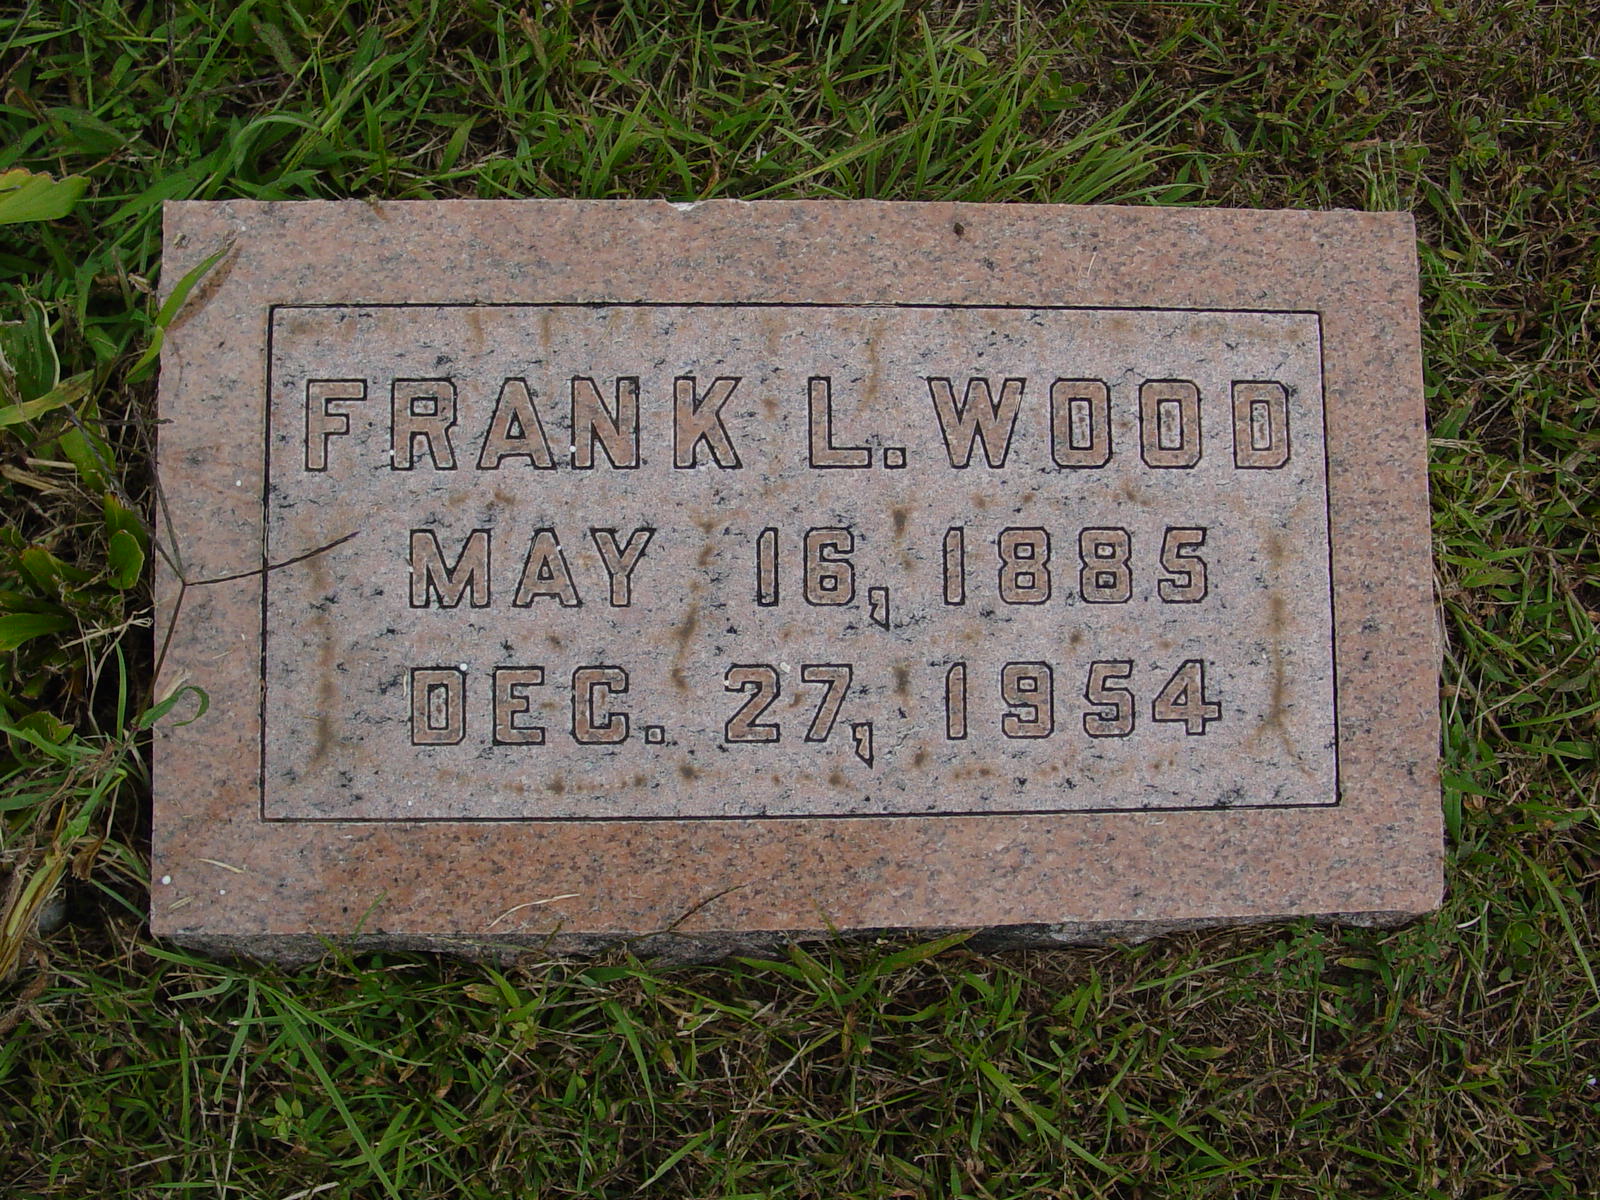 FRANK L. WOOD
MAY 16, 1885
DEC. 27, 1954